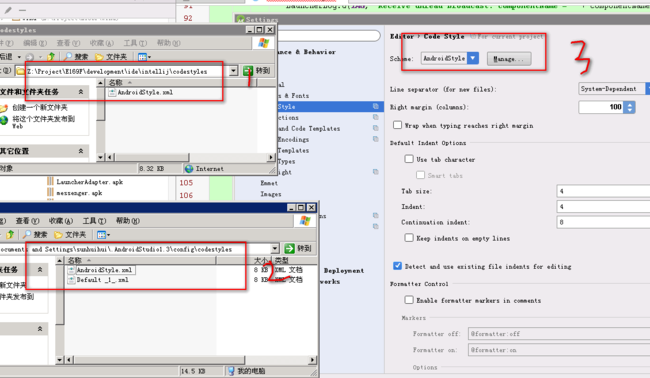 91
92
LauncherLog.d(TAG, "Receive unread broadcast: componentName = " + componentName
Settings
文件(F) 编辑(E) 查看(V) 收藏(A) 工具(T) 帮助(H)
后退 搜索 文件夹
Z:\Project\E169F\development\ide\intellij\codestyles
转到
1
名称
AndroidStyle.xml
文件和文件夹任务
创建一个新文件夹
将这个文件夹发布到
Web
其它位置
对象
8.32 KB
Internet
LauncherAdapter.apk
messenger.apk
105
106
查看(V) 收藏(A) 工具(T) 帮助(H)
搜索 文件夹
ocuments and Settings\sunhuihui\.AndroidStudio1.3\config\codestyles
转到
名称 大小 类型
AndroidStyle.xml 8 KB XML 文档
Default _1_.xml 8 KB XML 文档
2
夹任务
夹发布到
14.5 KB
我的电脑
nce & Behavior
s & Fonts
Style
ctions
and Code Templates
Encodings
Templates
Types
ight
Emmet
Images
Deployment
works
Editor › Code Style
For current project
Scheme: AndroidStyle Manage...
3
Line separator (for new files): System-Dependent
Right margin (columns): 100
Wrap when typing reaches right margin
Default Indent Options
Use tab character
Smart tabs
Tab size: 4
Indent: 4
Continuation indent: 8
Keep indents on empty lines
Detect and use existing file indents for editing
Formatter Control
Enable formatter markers in comments
Markers
Formatter off: @formatter:off
Formatter on: @formatter:on
Options